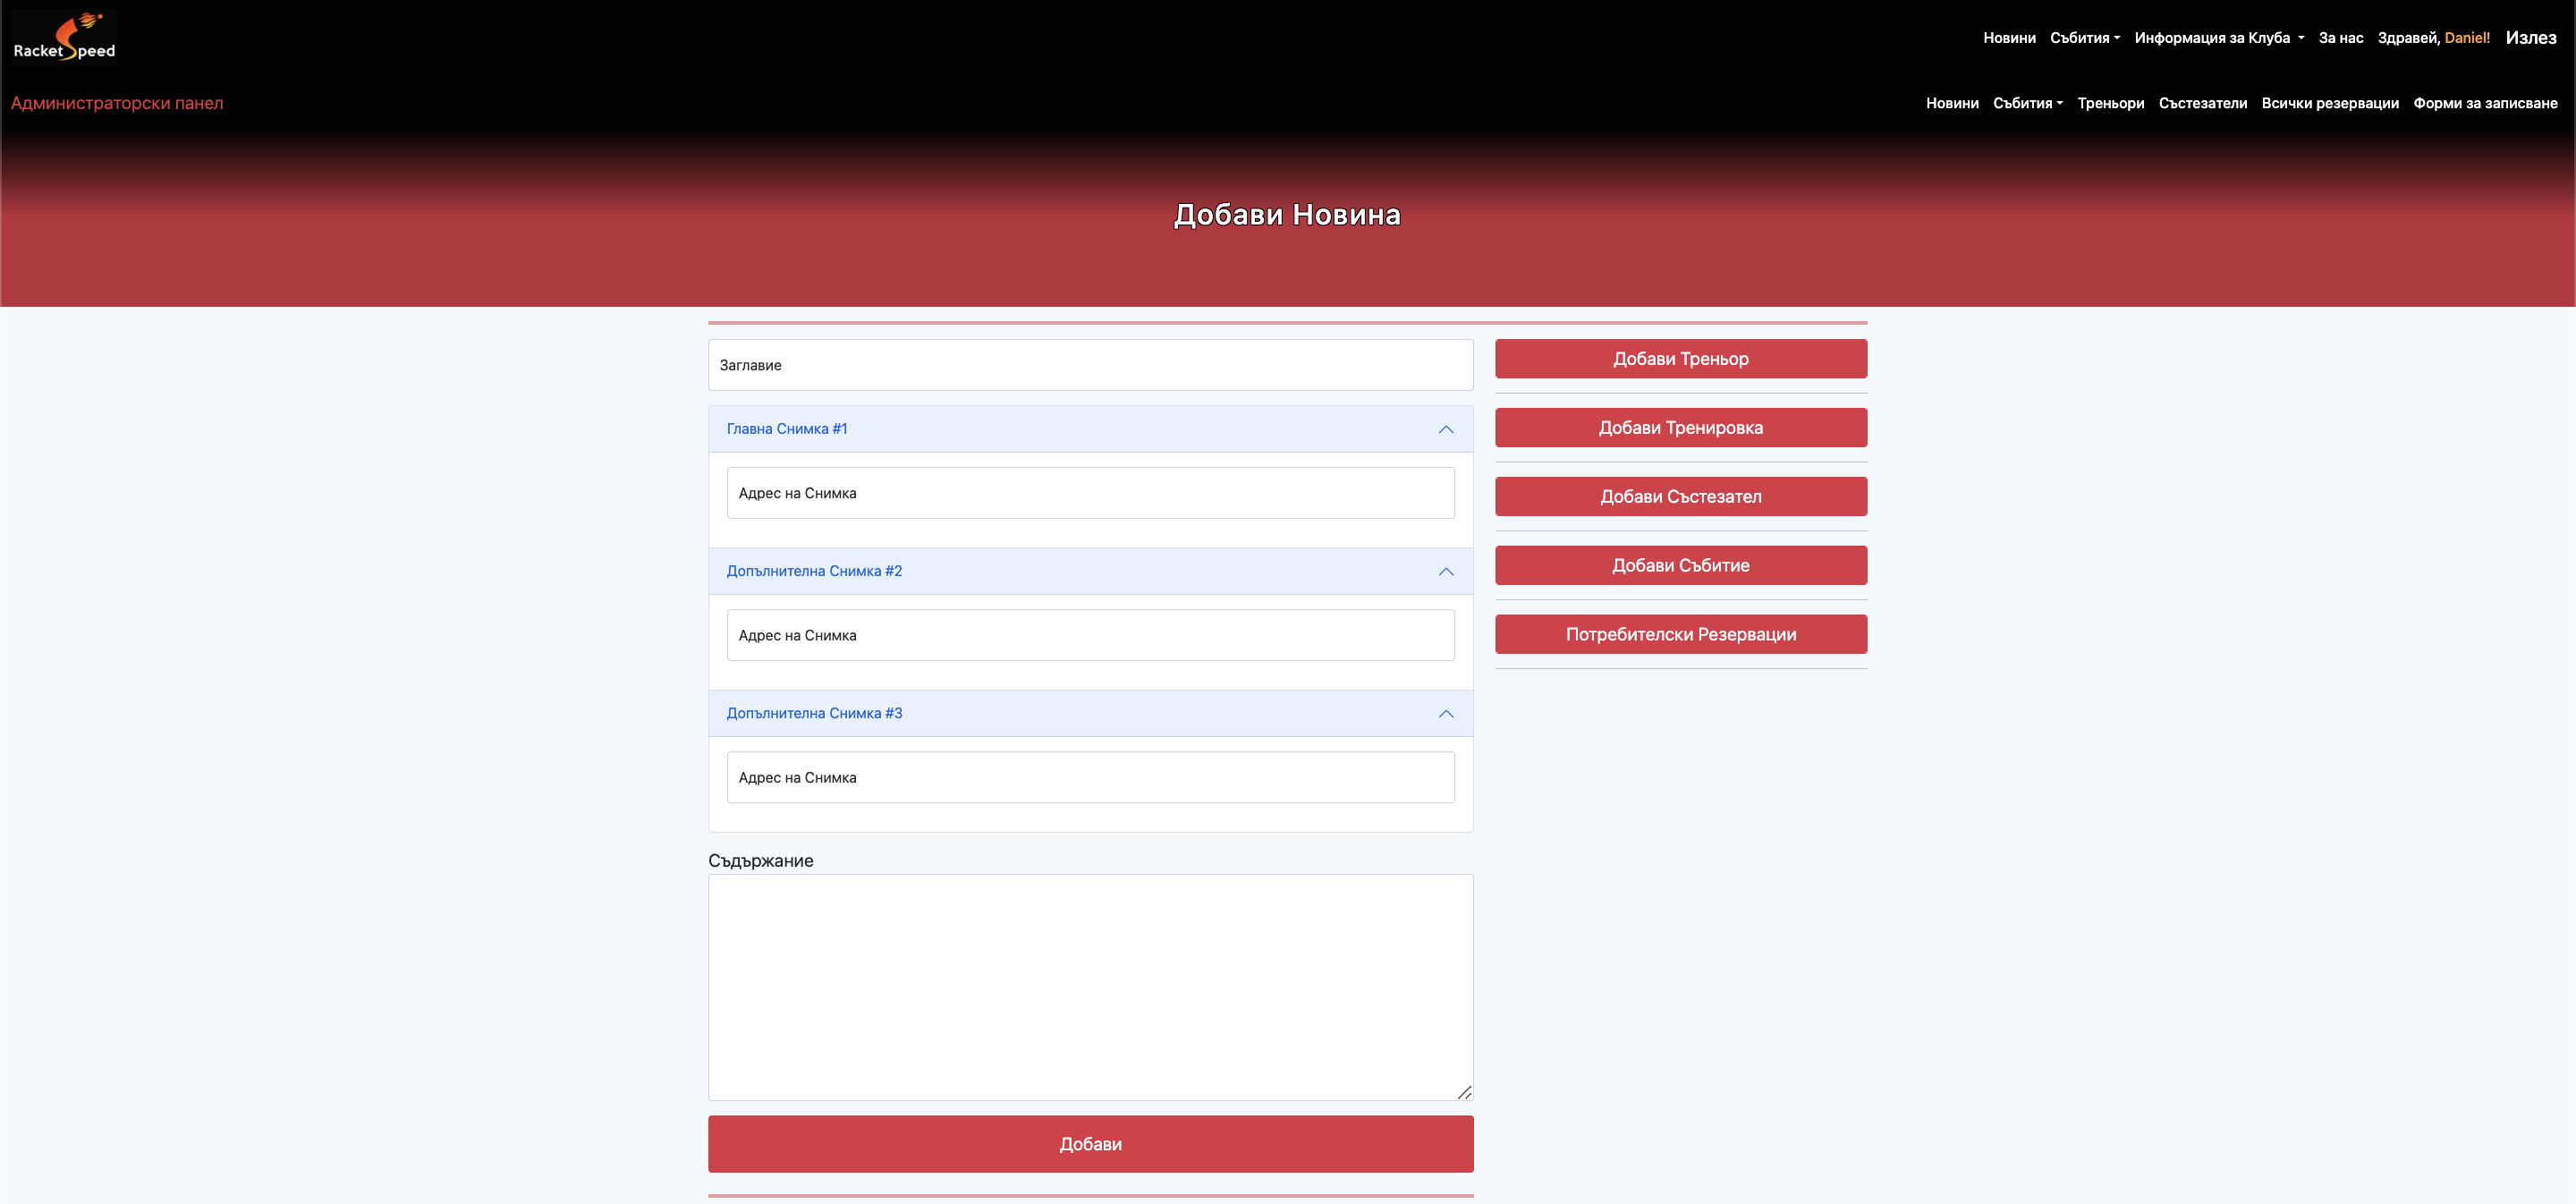 RacketSpeed
Новини Събития Информация за Клуба За нас Здравей, Daniel! Излез
Администраторски панел
Новини Събития Треньори Състезатели Всички резервации Форми за записване
Добави Новина
Заглавие
Главна Снимка #1
Адрес на Снимка
Допълнителна Снимка #2
Адрес на Снимка
Допълнителна Снимка #3
Адрес на Снимка
Съдържание
Добави
Добави Треньор
Добави Тренировка
Добави Състезател
Добави Събитие
Потребителски Резервации